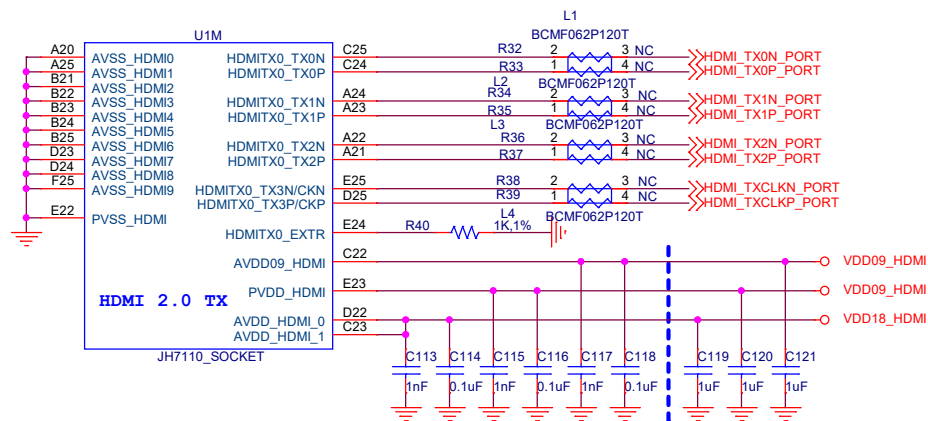 L1
U1M
BCMF062P120T
A20 AVSS_HDMI0 HDMITX0_TX0N C25 R32 2 3 NC HDMI_TX0N_PORT
A25 AVSS_HDMI1 HDMITX0_TX0P C24 R33 1 4 NC HDMI_TX0P_PORT
B21 AVSS_HDMI2 L2 BCMF062P120T
B22 AVSS_HDMI3 HDMITX0_TX1N A24 R34 2 3 NC HDMI_TX1N_PORT
B23 AVSS_HDMI4 HDMITX0_TX1P A23 R35 1 4 NC HDMI_TX1P_PORT
B24 AVSS_HDMI5 L3 BCMF062P120T
B25 AVSS_HDMI6 HDMITX0_TX2N A22 R36 2 3 NC HDMI_TX2N_PORT
D23 AVSS_HDMI7 HDMITX0_TX2P A21 R37 1 4 NC HDMI_TX2P_PORT
D24 AVSS_HDMI8
F25 AVSS_HDMI9 HDMITX0_TX3N/CKN E25 R38 2 3 NC HDMI_TXCLKN_PORT
HDMITX0_TX3P/CKP D25 R39 1 4 NC HDMI_TXCLKP_PORT
E22 PVSS_HDMI L4 BCMF062P120T
HDMITX0_EXTR E24 R40 1K,1%
AVDD09_HDMI C22 VDD09_HDMI
HDMI 2.0 TX PVDD_HDMI E23 VDD09_HDMI
AVDD_HDMI_0 D22 VDD18_HDMI
AVDD_HDMI_1 C23
JH7110_SOCKET C113 C114 C115 C116 C117 C118 C119 C120 C121
1nF 0.1uF 1nF 0.1uF 1nF 0.1uF 1uF 1uF 1uF